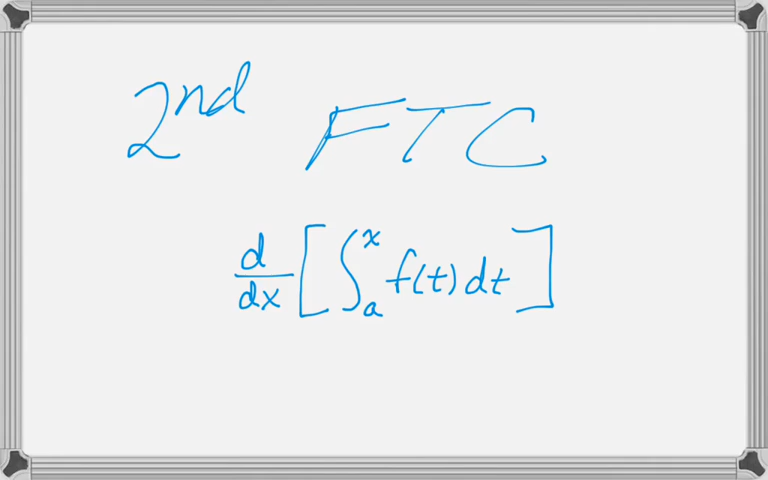 2nd FTC
d/dx [∫_a^x f(t) dt]